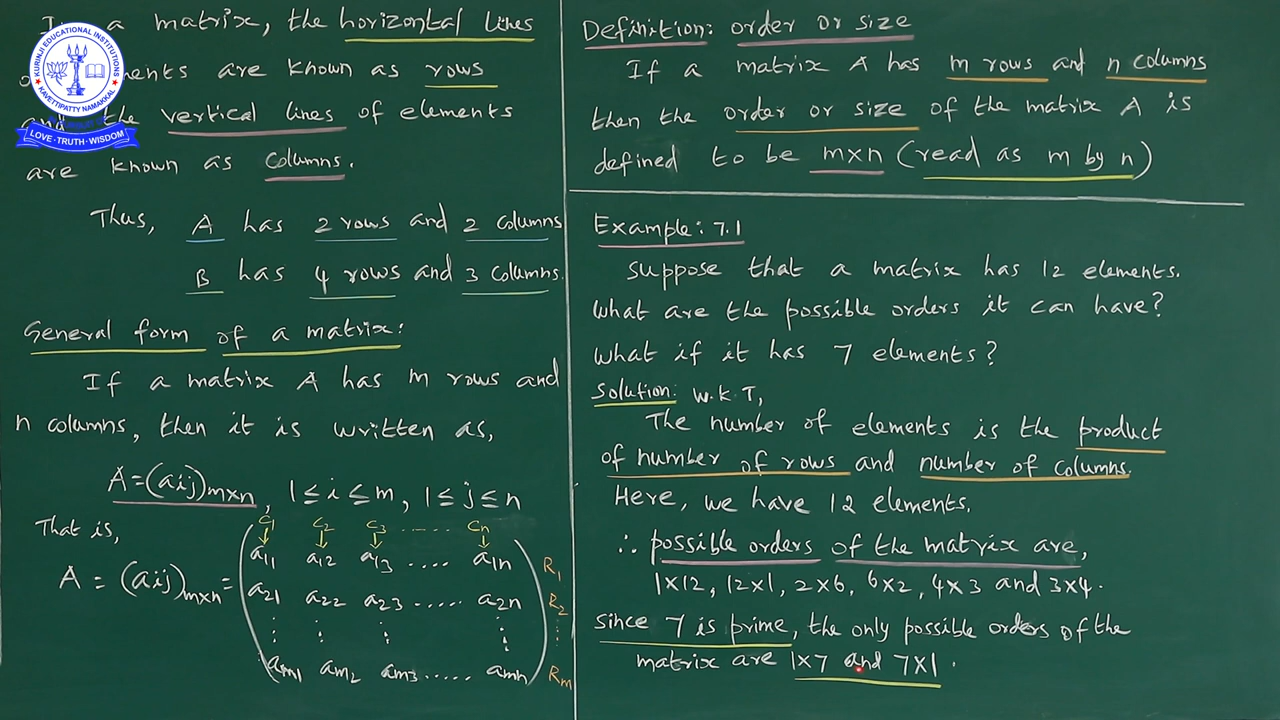 a matrix, the horizontal lines
are known as rows
the vertical lines of elements
are known as columns.
Thus, A has 2 rows and 2 columns
B has 4 rows and 3 columns.
General form of a matrix:
If a matrix A has m rows and
n columns, then it is written as,
A=(aij)m×n, 1≤i≤m, 1≤j≤n
That is,
C1 C2 C3 ...... Cn
a11 a12 a13 .... a1n R1
A = (aij)m×n =
a21 a22 a23 ..... a2n R2
⋮ ⋮ ⋮ ⋮ ⋮
am1 am2 am3 ..... amn Rm
Definition: order or size
If a matrix A has m rows and n columns
then the order or size of the matrix A is
defined to be m×n (read as m by n)
Example: 7.1
Suppose that a matrix has 12 elements.
What are the possible orders it can have?
What if it has 7 elements?
Solution: W.K.T,
The number of elements is the product
of number of rows and number of columns.
Here, we have 12 elements.
∴ possible orders of the matrix are,
1×12, 12×1, 2×6, 6×2, 4×3 and 3×4.
Since 7 is prime, the only possible orders of the
matrix are 1×7 and 7×1.
KURINJI EDUCATIONAL INSTITUTIONS
KAVETTIPATTY NAMAKKAL
LOVE - TRUTH - WISDOM